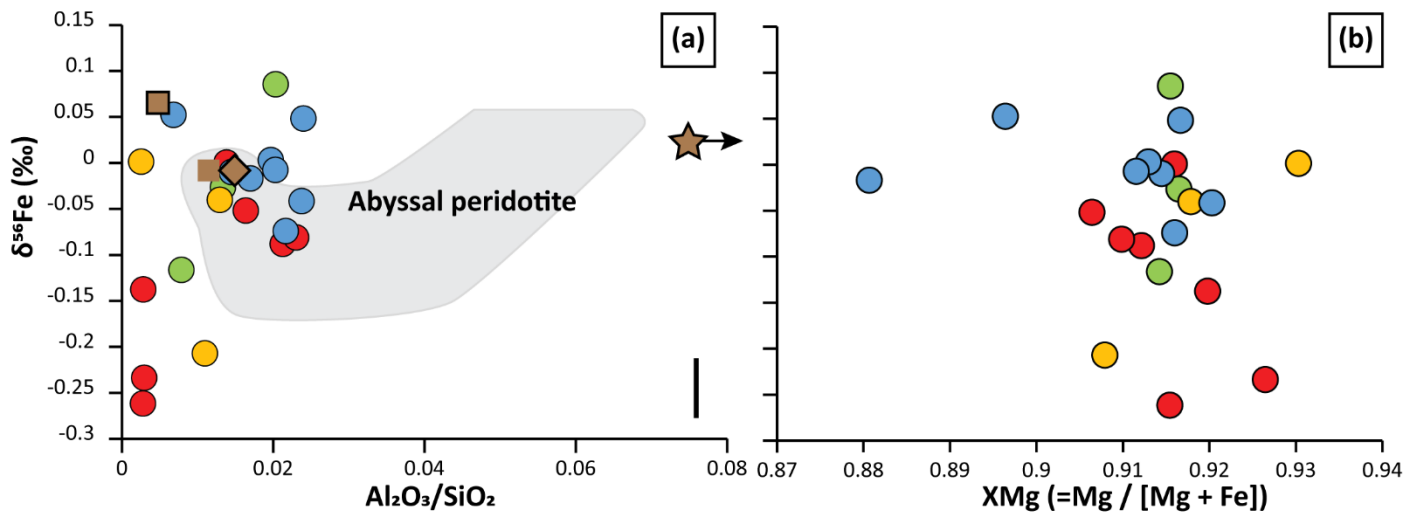 0.15
0.1
0.05
0
-0.05
-0.1
-0.15
-0.2
-0.25
-0.3
δ⁵⁶Fe (‰)
(a)
Abyssal peridotite
0 0.02 0.04 0.06 0.08
Al₂O₃/SiO₂
(b)
0.87 0.88 0.89 0.9 0.91 0.92 0.93 0.94
XMg (=Mg / [Mg + Fe])